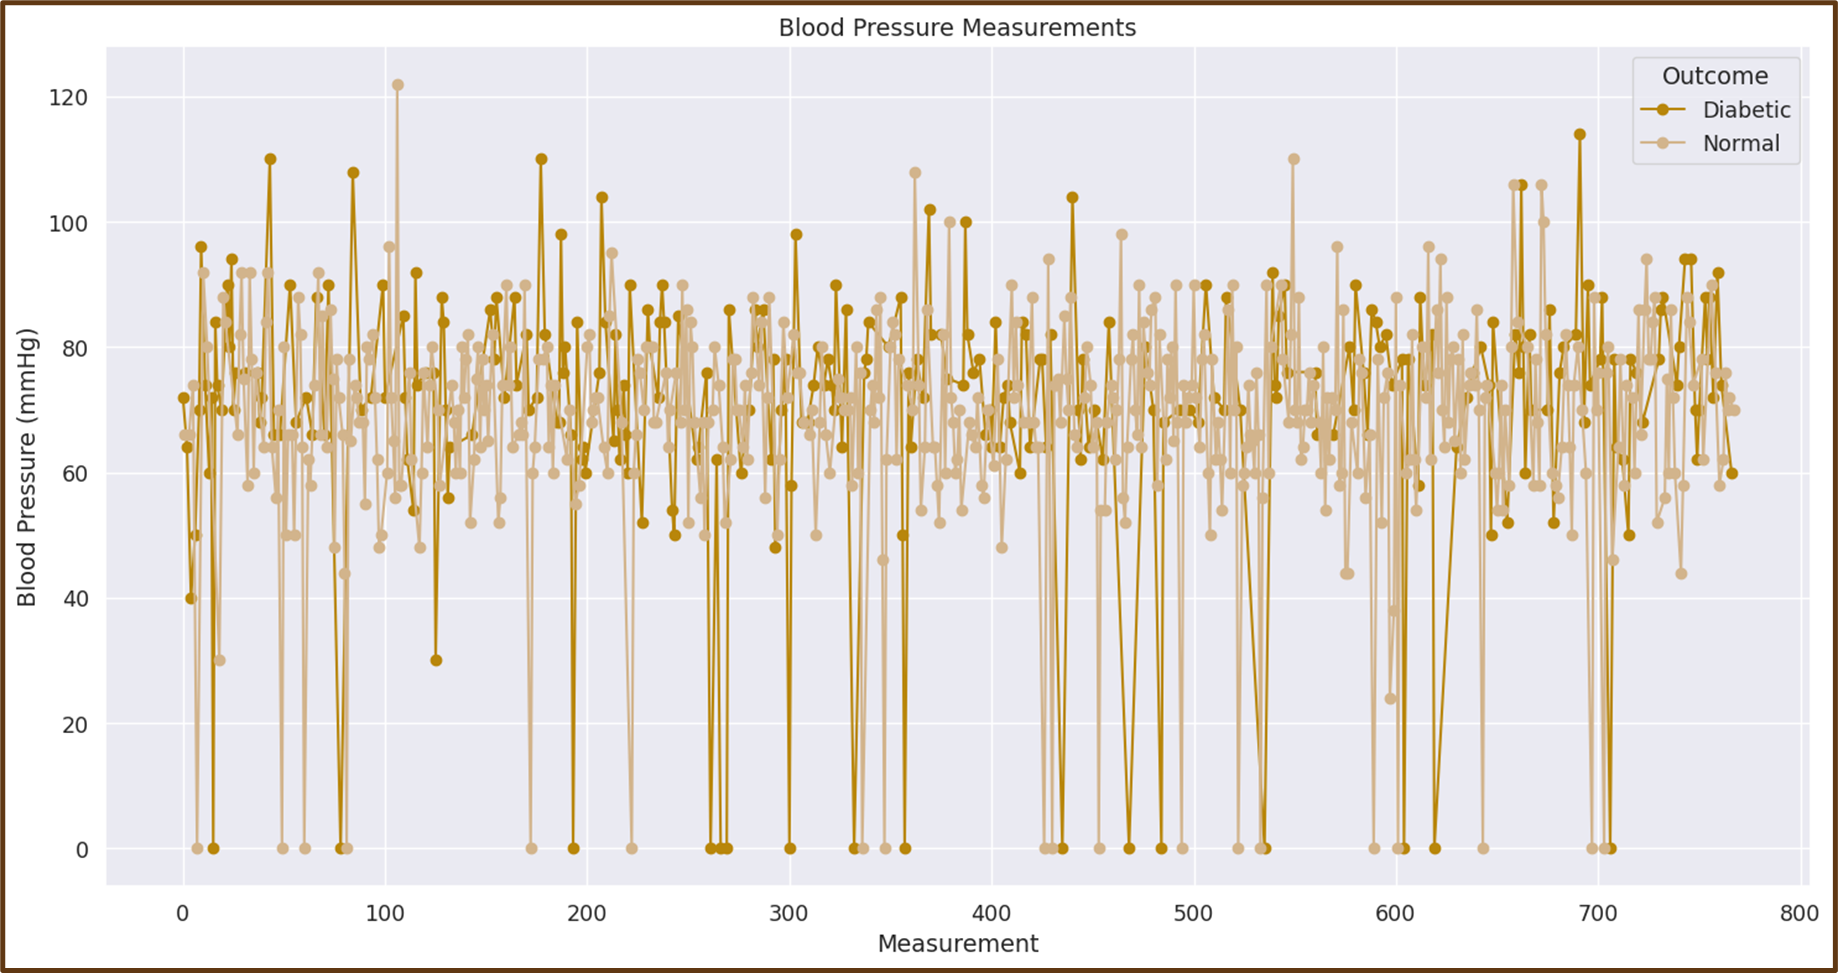 Blood Pressure Measurements
Outcome
Diabetic
Normal
Blood Pressure (mmHg)
120
100
80
60
40
20
0
0 100 200 300 400 500 600 700 800
Measurement